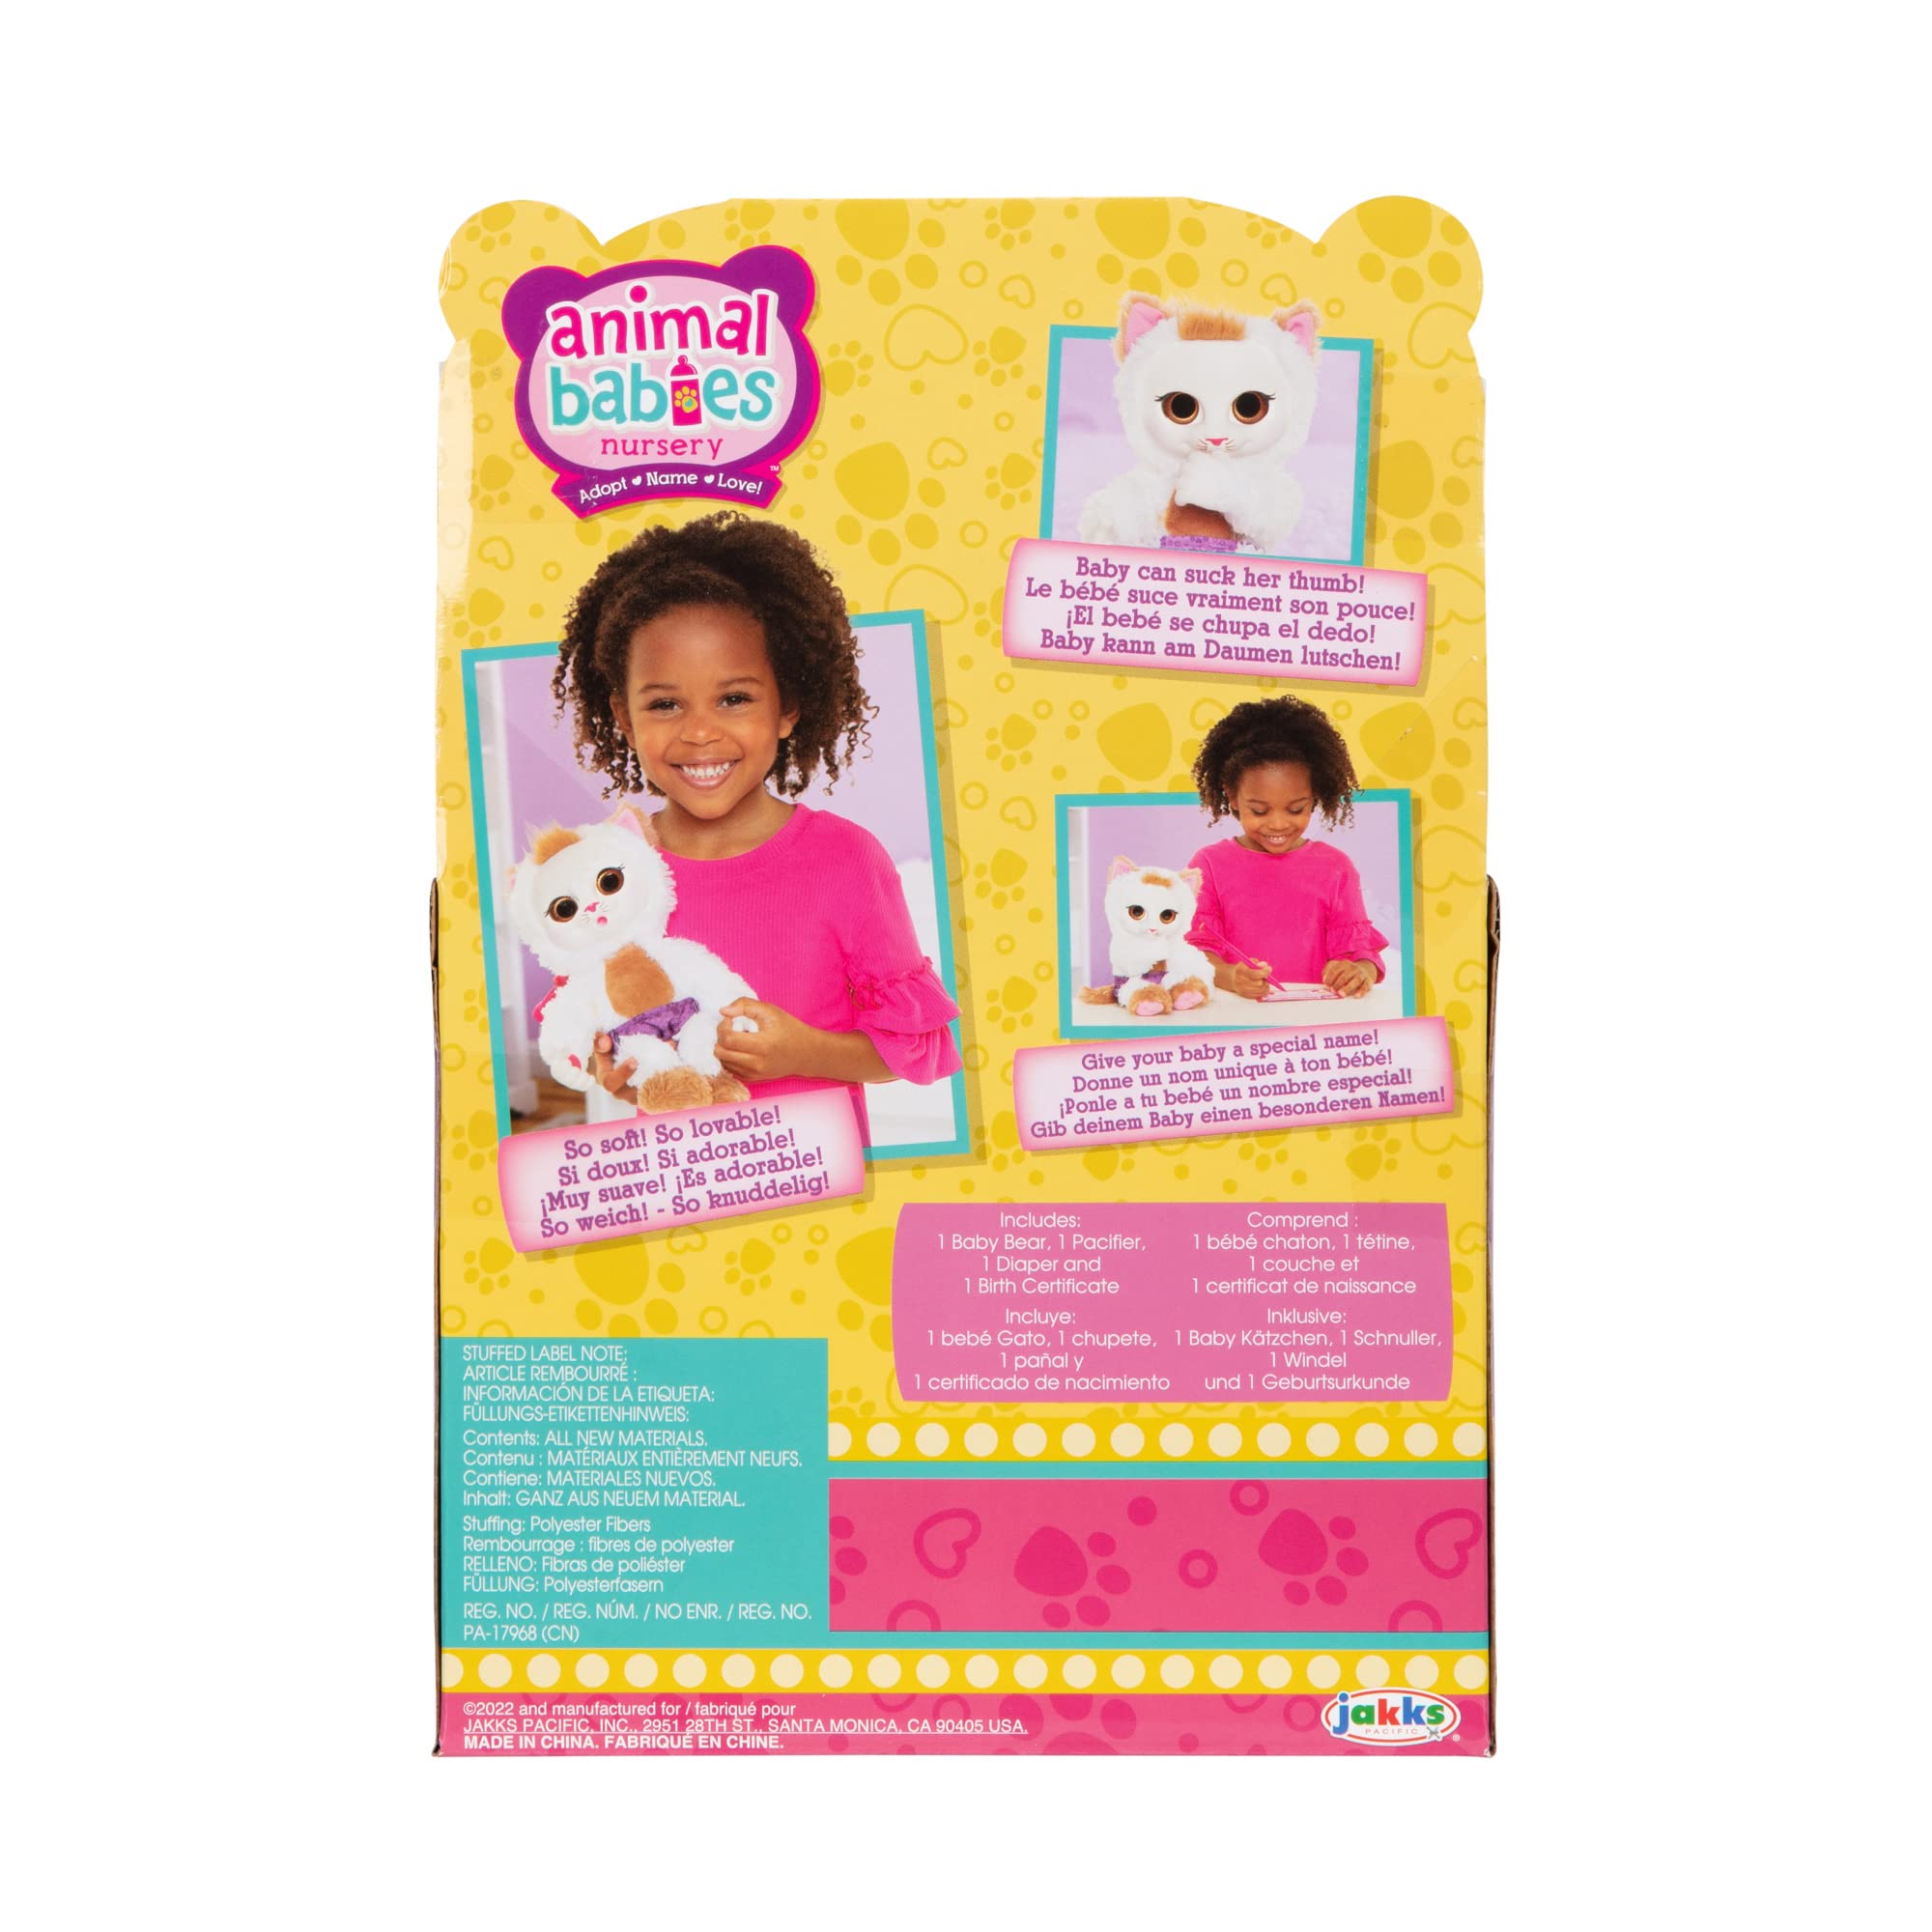 animal
babies
nursery
™
Adopt Name Love!
Baby can suck her thumb!
Le bébé suce vraiment son pouce!
¡El bebé se chupa el dedo!
Baby kann am Daumen lutschen!
So soft! So lovable!
Si doux! Si adorable!
¡Muy suave! ¡Es adorable!
So weich! - So knuddelig!
Give your baby a special name!
Donne un nom unique à ton bébé!
¡Ponle a tu bebé un nombre especial!
Gib deinem Baby einen besonderen Namen!
Includes:
1 Baby Bear, 1 Pacifier,
1 Diaper and
1 Birth Certificate
Comprend :
1 bébé chaton, 1 tétine,
1 couche et
1 certificat de naissance
Incluye:
1 bebé Gato, 1 chupete,
1 pañal y
1 certificado de nacimiento
Inklusive:
1 Baby Kätzchen, 1 Schnuller,
1 Windel
und 1 Geburtsurkunde
STUFFED LABEL NOTE:
ARTICLE REMBOURRÉ :
INFORMACIÓN DE LA ETIQUETA:
FÜLLUNGS-ETIKETTENHINWEIS:
Contents: ALL NEW MATERIALS.
Contenu : MATÉRIAUX ENTIÈREMENT NEUFS.
Contiene: MATERIALES NUEVOS.
Inhalt: GANZ AUS NEUEM MATERIAL.
Stuffing: Polyester Fibers
Rembourrage : fibres de polyester
RELLENO: Fibras de poliéster
FÜLLUNG: Polyesterfasern
REG. NO. / REG. NÚM. / NO ENR. / REG. NO.
PA-17968 (CN)
©2022 and manufactured for / fabriqué pour
JAKKS PACIFIC, INC., 2951 28TH ST., SANTA MONICA, CA 90405 USA.
MADE IN CHINA. FABRIQUÉ EN CHINE.
jakks
PACIFIC
®